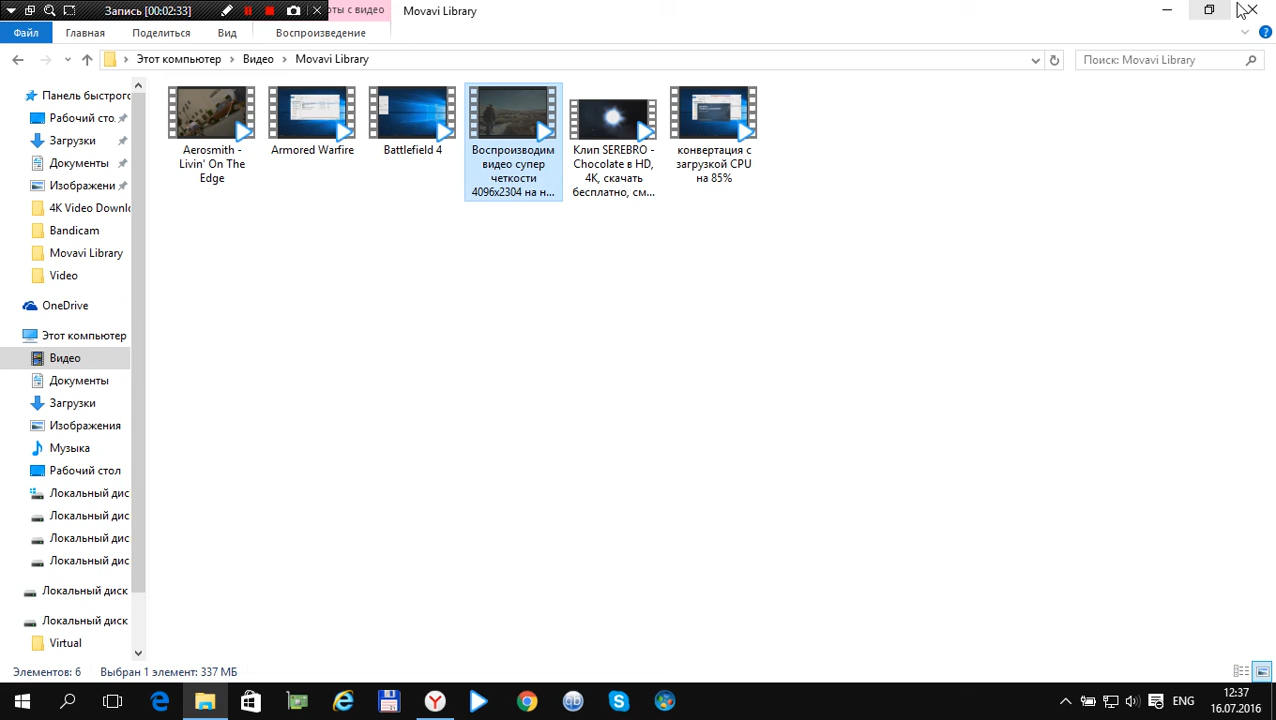 Запись [00:02:33]
оты с видео
Movavi Library
Файл
Главная
Поделиться
Вид
Воспроизведение
Этот компьютер
Видео
Movavi Library
Поиск: Movavi Library
Панель быстрого
Рабочий сто
Загрузки
Документы
Изображени
4K Video Downlo
Bandicam
Movavi Library
Video
OneDrive
Этот компьютер
Видео
Документы
Загрузки
Изображения
Музыка
Рабочий стол
Локальный дис
Локальный дис
Локальный дис
Локальный дис
Локальный диск
Локальный диск
Virtual
Aerosmith -
Livin' On The
Edge
Armored Warfire
Battlefield 4
Воспроизводим
видео супер
четкости
4096x2304 на н...
Клип SEREBRO -
Chocolate в HD,
4K, скачать
бесплатно, см...
конвертация с
загрузкой CPU
на 85%
Элементов: 6
Выбран 1 элемент: 337 МБ
ENG
12:37
16.07.2016